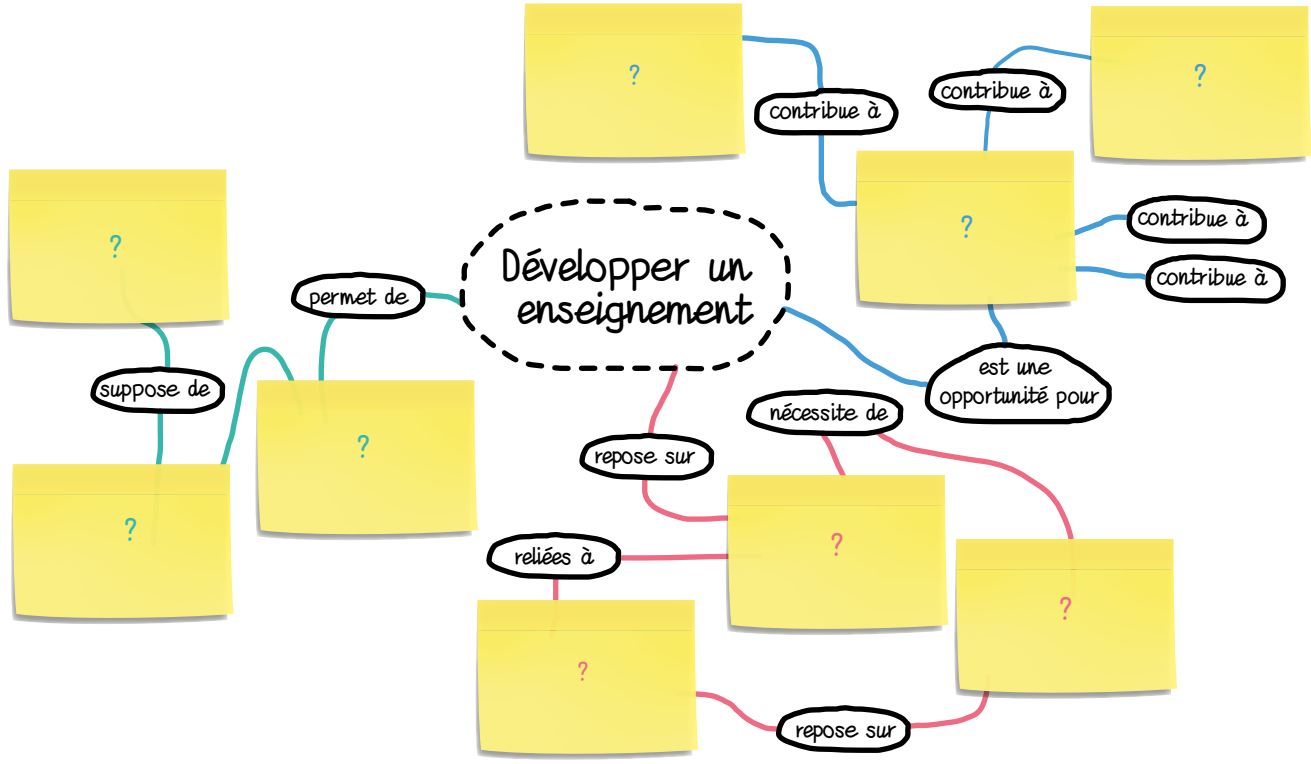 ?
?
contribue à
contribue à
?
contribue à
?
contribue à
Développer un
enseignement
permet de
suppose de
?
?
est une
opportunité pour
nécessite de
repose sur
?
reliées à
?
?
repose sur